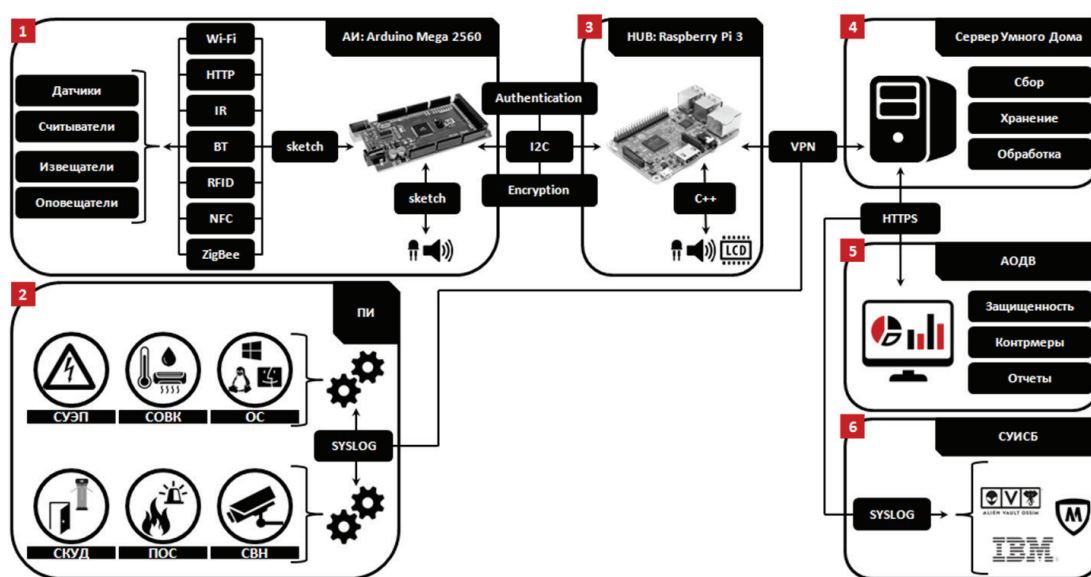 1
АИ: Arduino Mega 2560
Wi-Fi
HTTP
IR
BT
RFID
NFC
ZigBee
Датчики
Считыватели
Извещатели
Оповещатели
sketch
sketch
Authentication
I2C
Encryption
3
HUB: Raspberry Pi 3
C++
LCD
VPN
4
Сервер Умного Дома
Сбор
Хранение
Обработка
HTTPS
2
ПИ
СУЭП
СОВК
ОС
SYSLOG
СКУД
ПОС
СВН
5
АОДВ
Защищенность
Контрмеры
Отчеты
6
СУИСБ
SYSLOG
ALIEN VAULT OSSIM
M
IBM